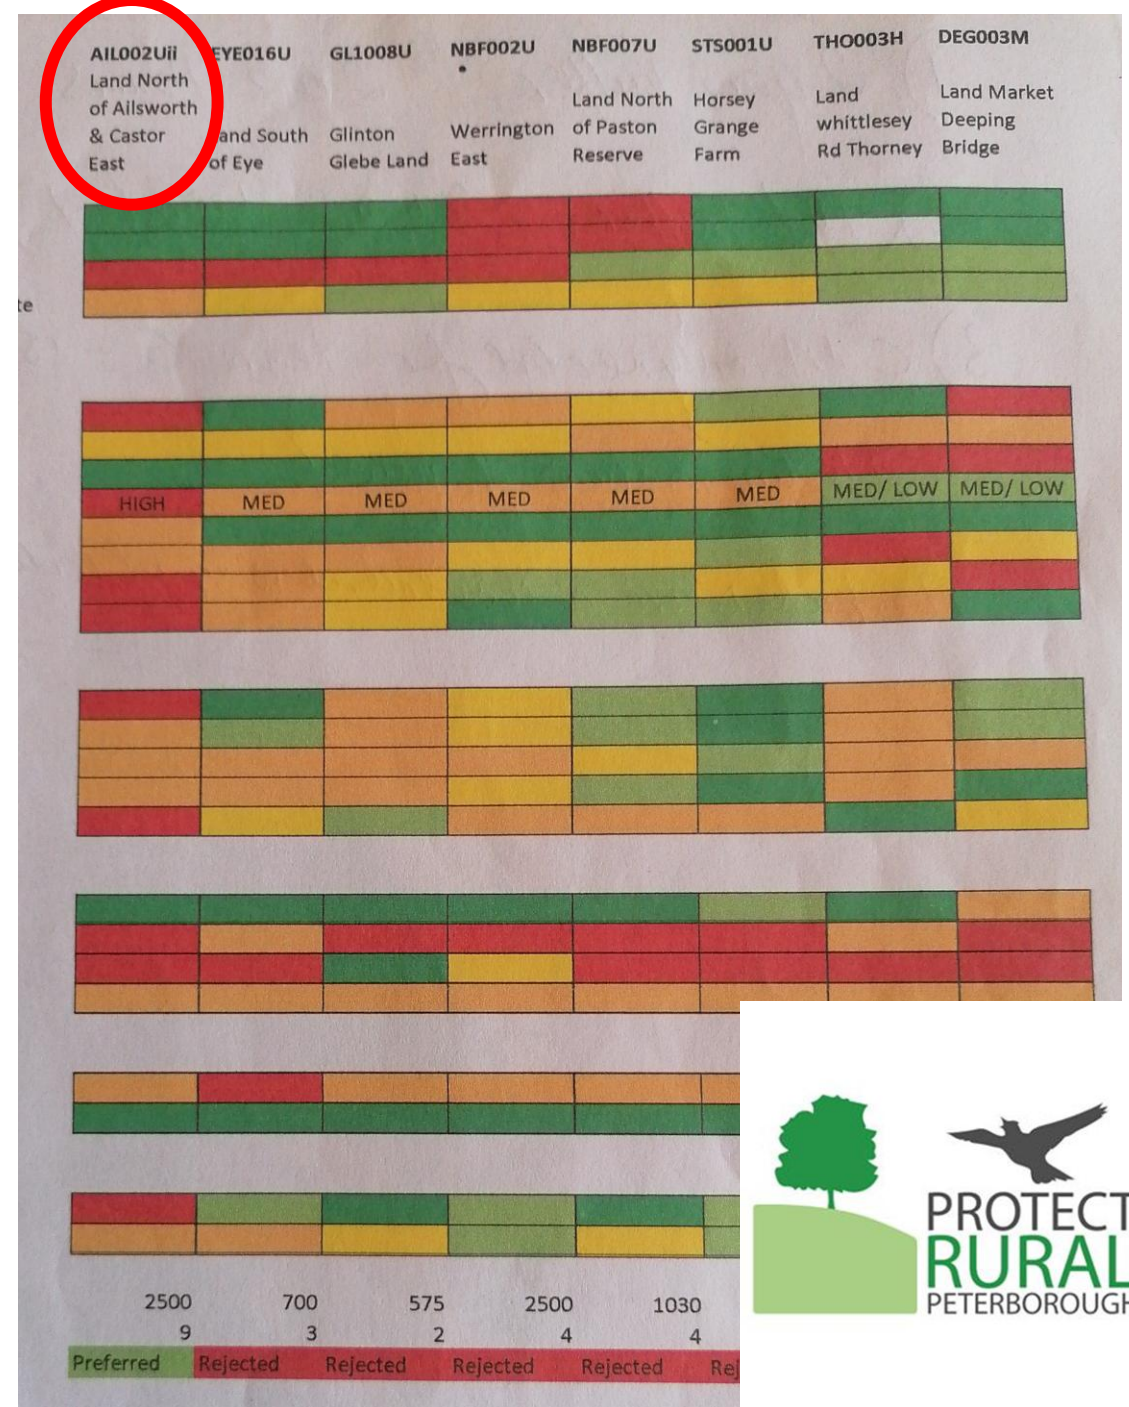 AIL002Uii EYE016U GL1008U NBF002U NBF007U STS001U THO003H DEG003M
Land North of Ailsworth & Castor East
and South of Eye
Glinton Glebe Land
Werrington East
Land North of Paston Reserve
Horsey Grange Farm
Land whittlesey Rd Thorney
Land Market Deeping Bridge
te
HIGH MED MED MED MED MED MED/ LOW MED/ LOW
2500 700 575 2500 1030
9 3 2 4 4
Preferred Rejected Rejected Rejected Rejected Rej
PROTECT
RURAL
PETERBOROUGH